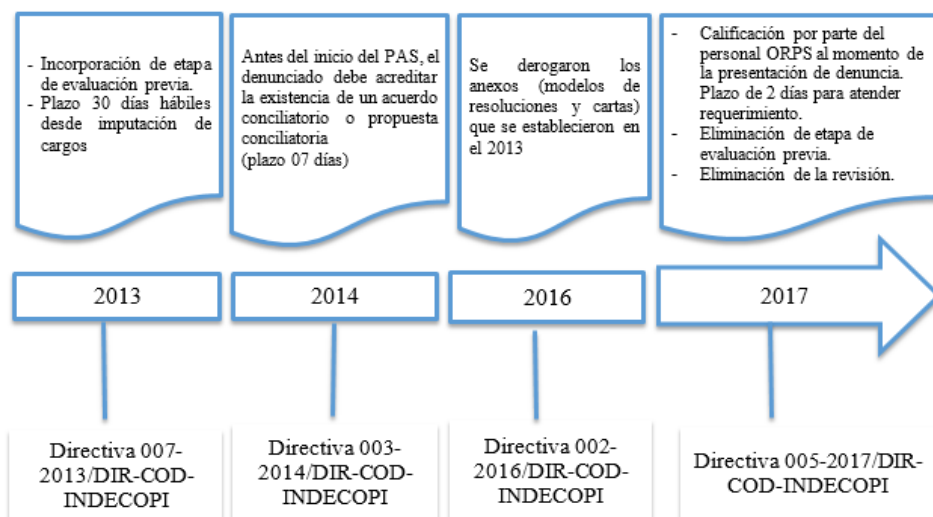 - Incorporación de etapa
de evaluación previa.
- Plazo 30 días hábiles
desde imputación de
cargos
Antes del inicio del PAS, el
denunciado debe acreditar
la existencia de un acuerdo
conciliatorio o propuesta
conciliatoria
(plazo 07 días)
Se derogaron los
anexos (modelos de
resoluciones y cartas)
que se establecieron en
el 2013
- Calificación por parte del
personal ORPS al momento de
la presentación de denuncia.
Plazo de 2 días para atender
requerimiento.
- Eliminación de etapa de
evaluación previa.
- Eliminación de la revisión.
2013
2014
2016
2017
Directiva 007-
2013/DIR-COD-
INDECOPI
Directiva 003-
2014/DIR-COD-
INDECOPI
Directiva 002-
2016/DIR-COD-
INDECOPI
Directiva 005-2017/DIR-
COD-INDECOPI